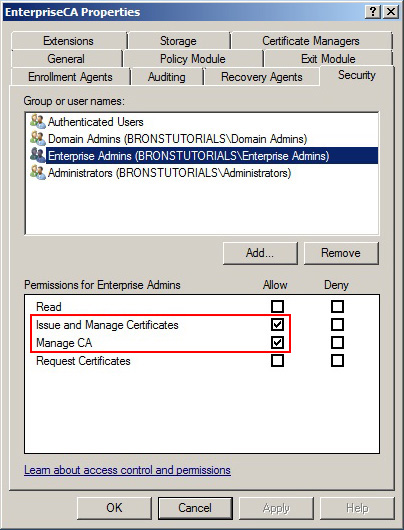 EnterpriseCA Properties
Extensions Storage Certificate Managers
General Policy Module Exit Module
Enrollment Agents Auditing Recovery Agents Security
Group or user names:
Authenticated Users
Domain Admins (BRONSTUTORIALS\Domain Admins)
Enterprise Admins (BRONSTUTORIALS\Enterprise Admins)
Administrators (BRONSTUTORIALS\Administrators)
Add... Remove
Permissions for Enterprise Admins Allow Deny
Read
Issue and Manage Certificates
Manage CA
Request Certificates
Learn about access control and permissions
OK Cancel Apply Help